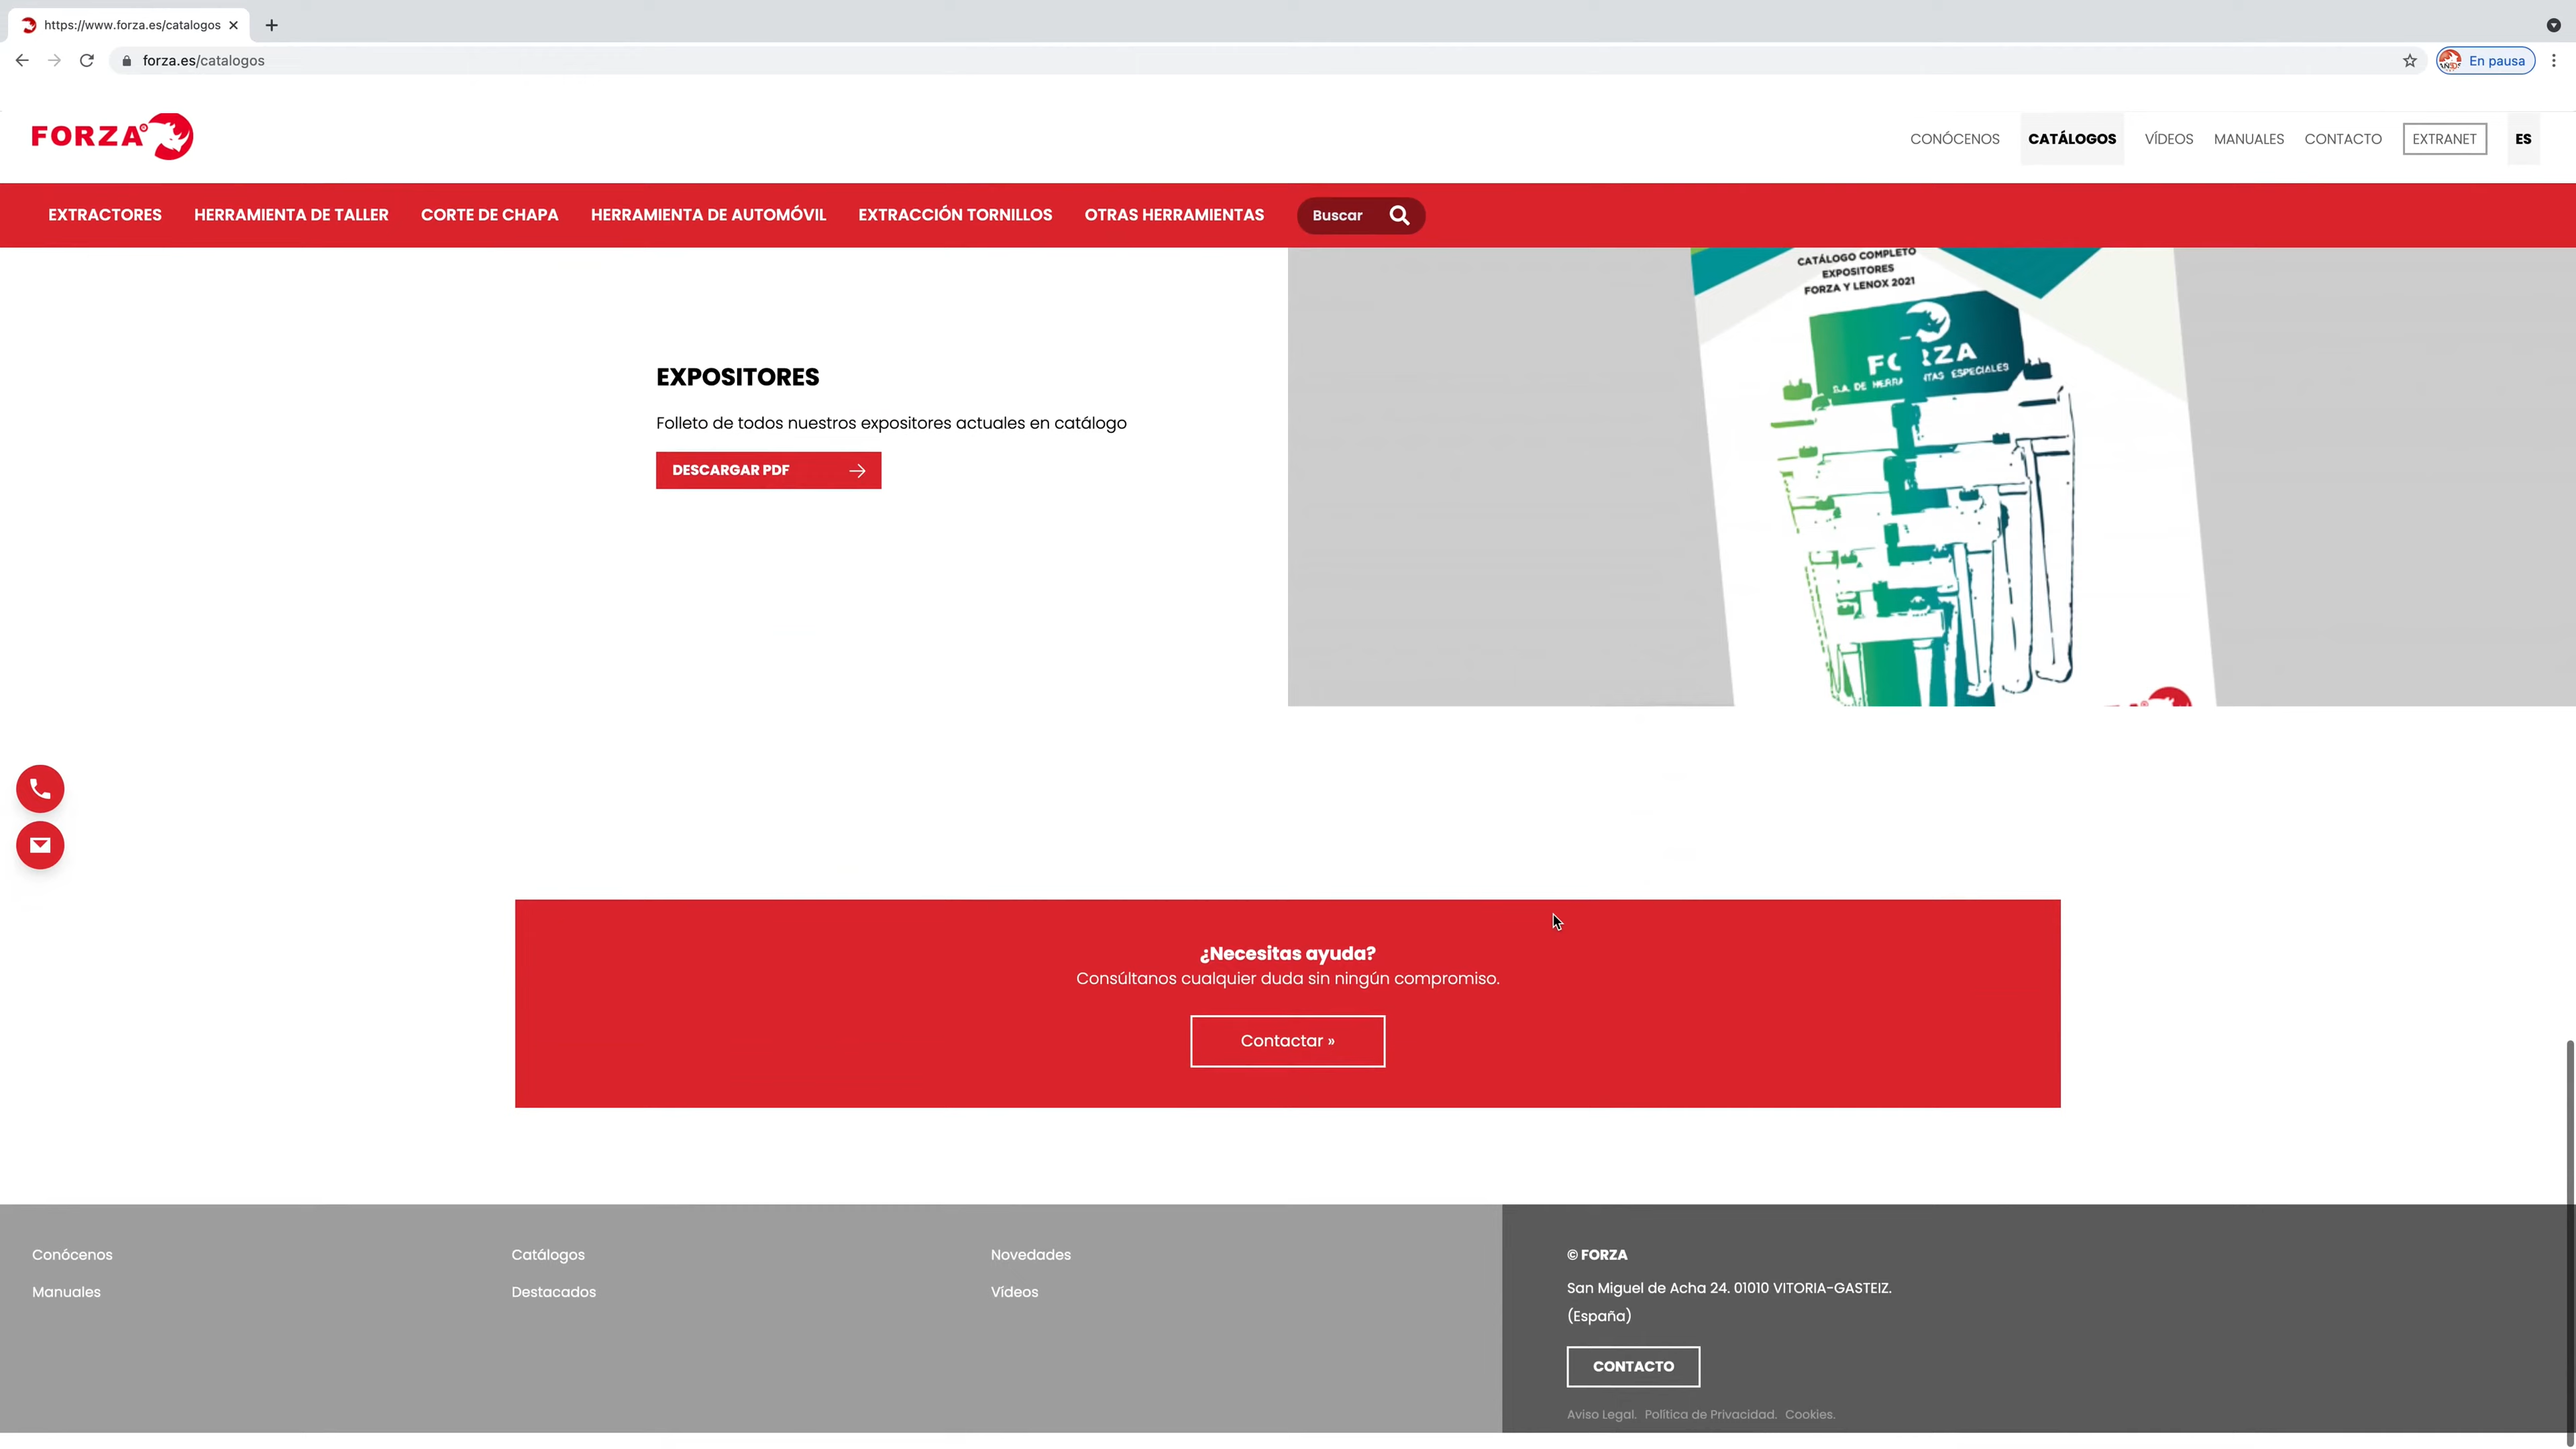 https://www.forza.es/catalogos
forza.es/catalogos
En pausa
FORZA
CONÓCENOS CATÁLOGOS VÍDEOS MANUALES CONTACTO EXTRANET ES
EXTRACTORES HERRAMIENTA DE TALLER CORTE DE CHAPA HERRAMIENTA DE AUTOMÓVIL EXTRACCIÓN TORNILLOS OTRAS HERRAMIENTAS Buscar
CATÁLOGO COMPLETO
EXPOSITORES
FORZA Y LENOX 2021
S.A. DE ESPECIALES
EXPOSITORES
Folleto de todos nuestros expositores actuales en catálogo
DESCARGAR PDF
¿Necesitas ayuda?
Consúltanos cualquier duda sin ningún compromiso.
Contactar »
Conócenos Catálogos Novedades
Manuales Destacados Vídeos
© FORZA
San Miguel de Acha 24. 01010 VITORIA-GASTEIZ.
(España)
CONTACTO
Aviso Legal. Política de Privacidad. Cookies.